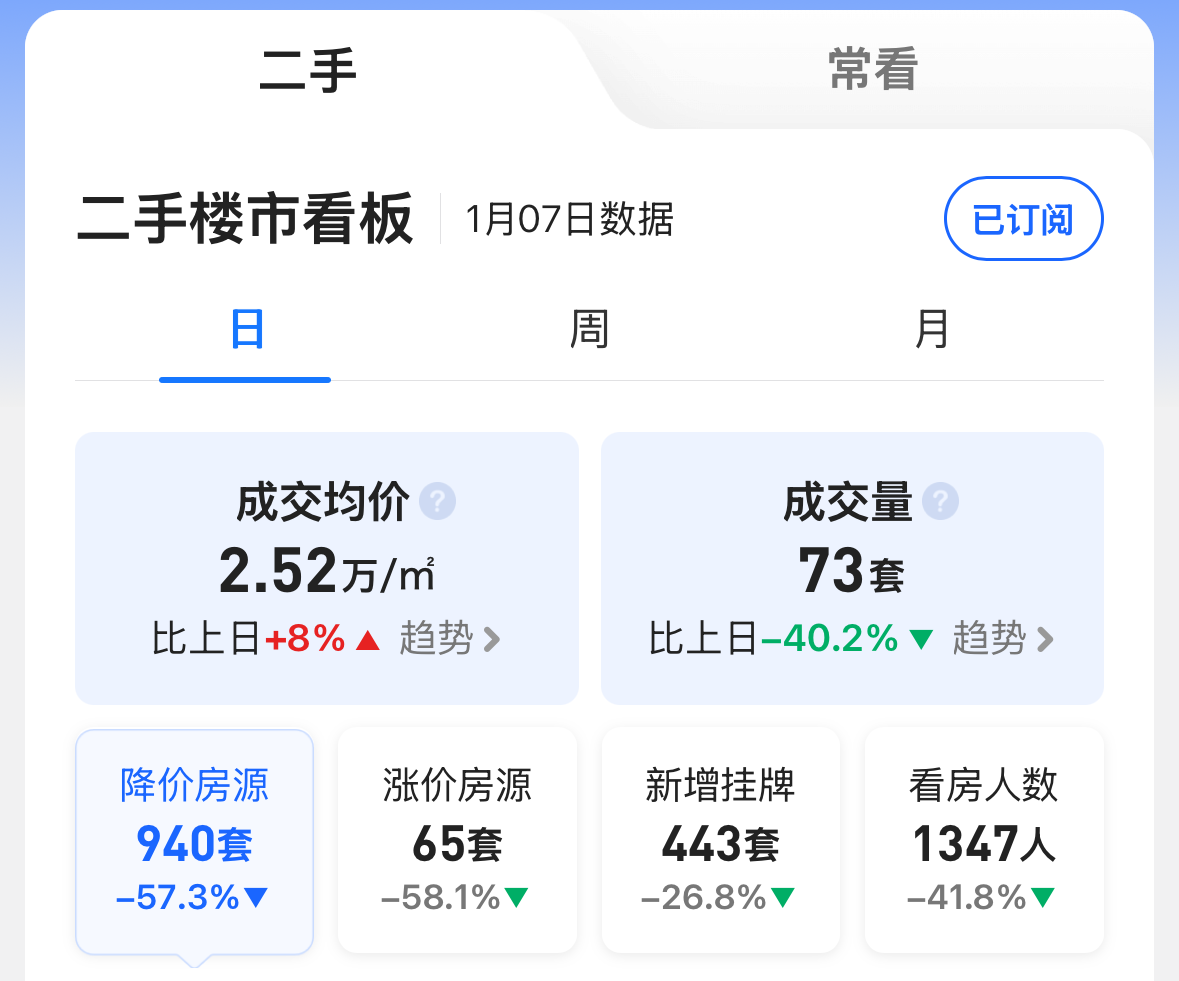 二手
常看
二手楼市看板
1月07日数据
已订阅
日
周
月
成交均价 ?
2.52万/㎡
比上日+8%▲ 趋势 >
成交量 ?
73套
比上日-40.2%▼ 趋势 >
降价房源
940套
-57.3%▼
涨价房源
65套
-58.1%▼
新增挂牌
443套
-26.8%▼
看房人数
1347人
-41.8%▼